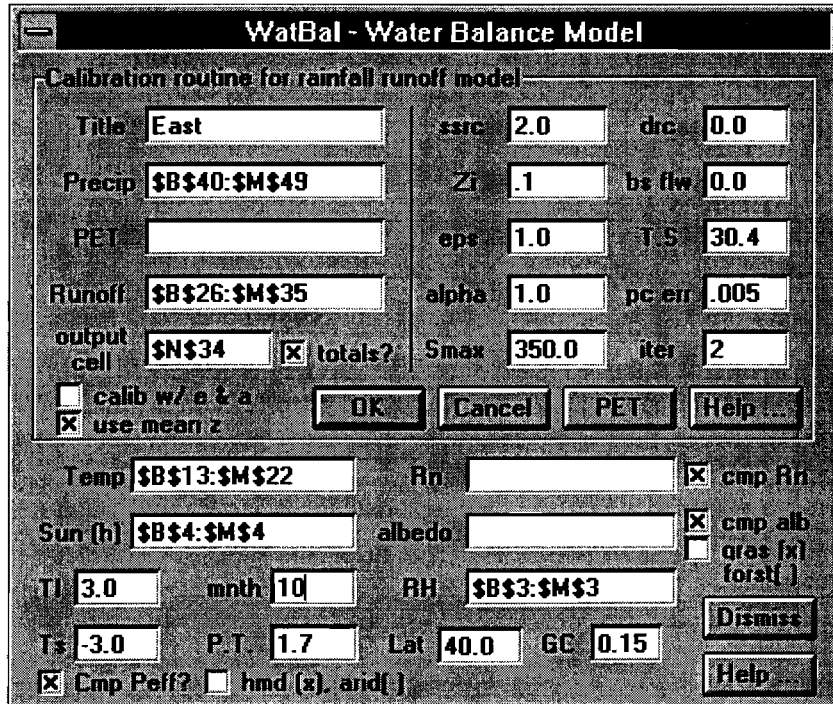 WatBal - Water Balance Model
Calibration routine for rainfall runoff model
Title East ssrc 2.0 drc 0.0
Precip $B$40:$M$49 Zi .1 bs flw 0.0
PET eps 1.0 T.S 30.4
Runoff $B$26:$M$35 alpha 1.0 pc err .005
output cell $N$34 x totals? Smax 350.0 iter 2
calib w/ e & a
x use mean z
OK Cancel PET Help ...
Temp $B$13:$M$22 Rn x cmp Rn
Sun (h) $B$4:$M$4 albedo x cmp alb
gras (x)
forst( )
Tl 3.0 mnth 10 RH $B$3:$M$3
Dismiss
Ts -3.0 P.T. 1.7 Lat 40.0 GC 0.15
x Cmp Peff? hmd (x), arid( ) Help ...